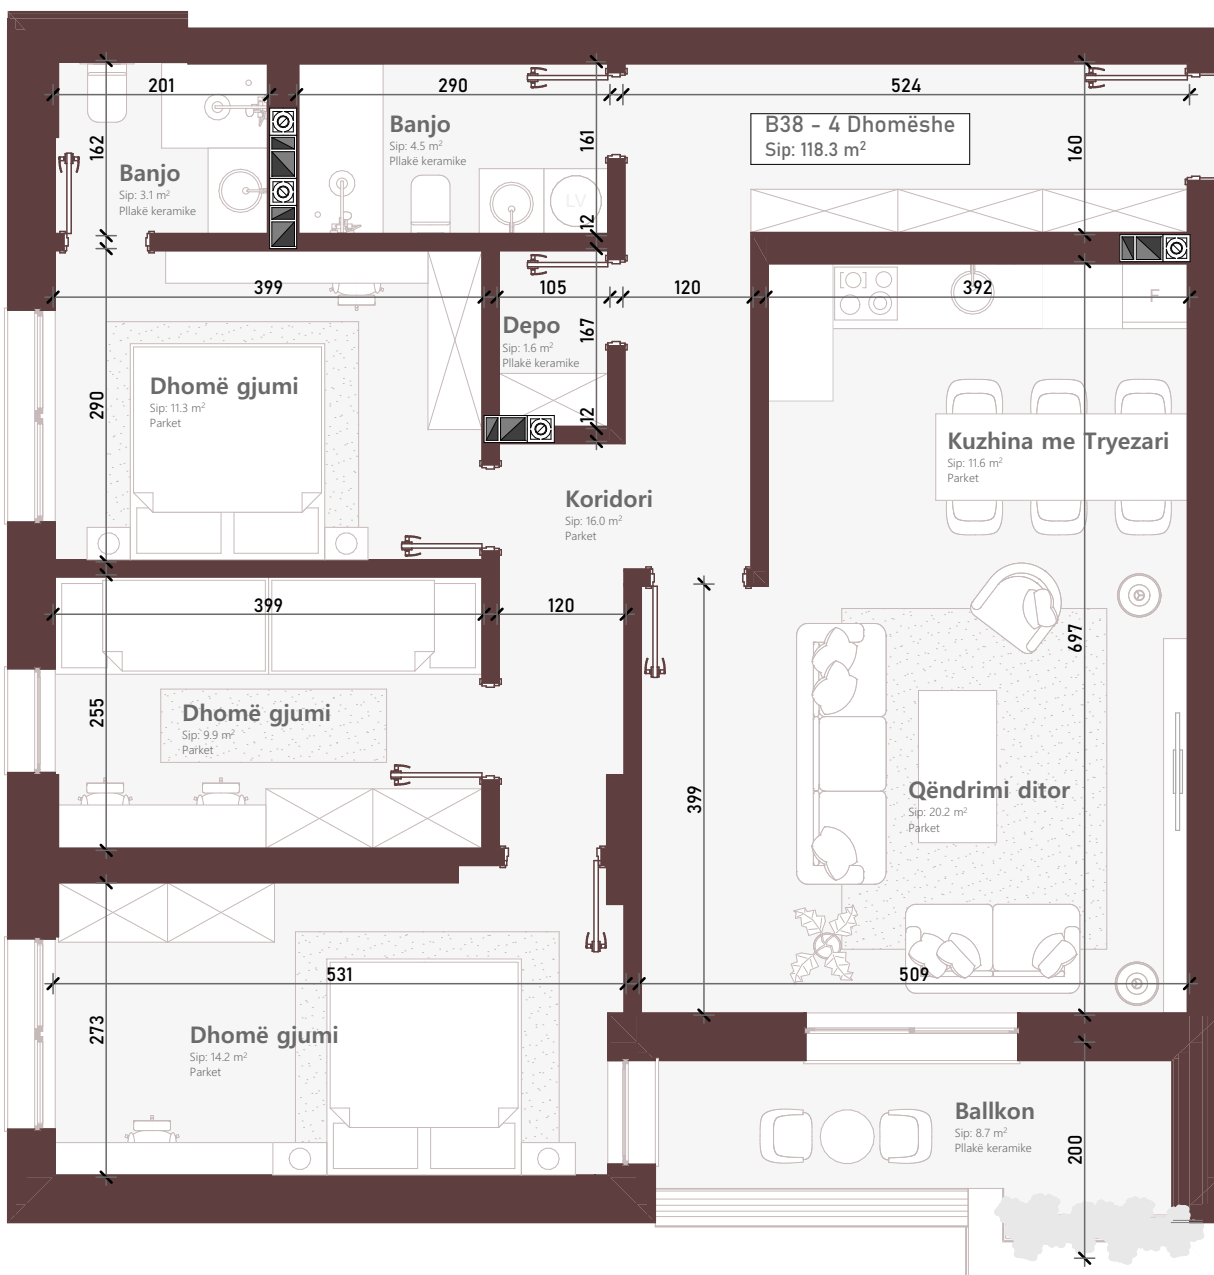 201
290
524
162
Banjo
Sip: 3.1 m²
Pllakë keramike
Banjo
Sip: 4.5 m²
Pllakë keramike
161
B38 - 4 Dhomëshe
Sip: 118.3 m²
160
LV
12
399
105
120
392
F
Depo
Sip: 1.6 m²
Pllakë keramike
167
12
290
Dhomë gjumi
Sip: 11.3 m²
Parket
Kuzhina me Tryezari
Sip: 11.6 m²
Parket
Koridori
Sip: 16.0 m²
Parket
399
120
697
255
Dhomë gjumi
Sip: 9.9 m²
Parket
399
Qëndrimi ditor
Sip: 20.2 m²
Parket
531
509
273
Dhomë gjumi
Sip: 14.2 m²
Parket
Ballkon
Sip: 8.7 m²
Pllakë keramike
200